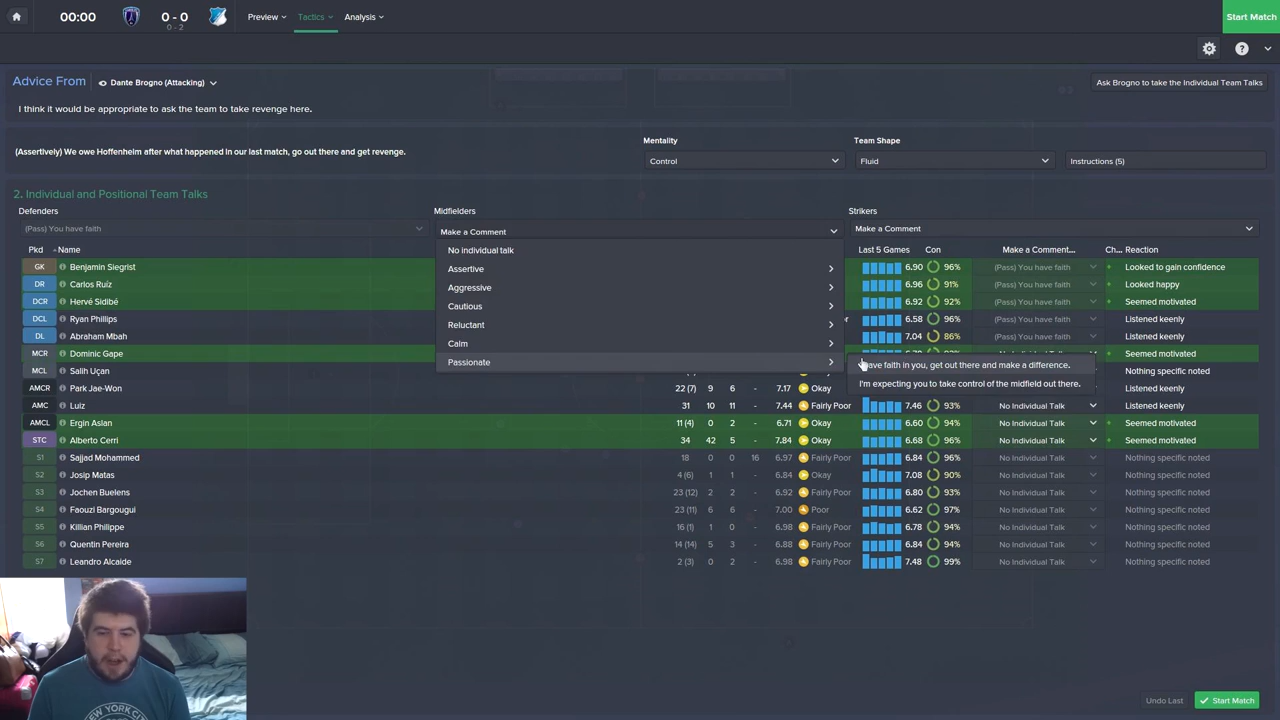 00:00 0 - 0 Preview Tactics Analysis Start Match
0 - 2
Advice From Dante Brogno (Attacking) Ask Brogno to take the Individual Team Talks
I think it would be appropriate to ask the team to take revenge here.
Mentality Team Shape
(Assertively) We owe Hoffenheim after what happened in our last match, go out there and get revenge. Control Fluid Instructions (5)
2. Individual and Positional Team Talks
Defenders Midfielders Strikers
(Pass) You have faith Make a Comment Make a Comment
Pkd Name No individual talk Last 5 Games Con Make a Comment... Ch... Reaction
GK Benjamin Siegrist Assertive 6.90 96% (Pass) You have faith Looked to gain confidence
DR Carlos Ruíz Aggressive 6.96 91% (Pass) You have faith Looked happy
DCR Hervé Sidibé Cautious 6.92 92% (Pass) You have faith Seemed motivated
DCL Ryan Phillips Reluctant 6.58 96% (Pass) You have faith Listened keenly
DL Abraham Mbah Calm 7.04 86% (Pass) You have faith Listened keenly
MCR Dominic Gape Passionate Seemed motivated
have faith in you, get out there and make a difference.
MCL Salih Uçan Nothing specific noted
I'm expecting you to take control of the midfield out there.
AMCR Park Jae-Won 22 (7) 9 6 - 7.17 Okay Listened keenly
AMC Luiz 31 10 11 - 7.44 Fairly Poor 7.46 93% No Individual Talk Listened keenly
AMCL Ergin Aslan 11 (4) 0 2 - 6.71 Okay 6.60 94% No Individual Talk Seemed motivated
STC Alberto Cerri 34 42 5 - 7.84 Okay 6.68 96% No Individual Talk Seemed motivated
S1 Sajjad Mohammed 18 0 - 16 6.97 Fairly Poor 6.84 96% No Individual Talk Nothing specific noted
S2 Josip Matas 4 (6) 1 1 - 6.84 Okay 7.08 90% No Individual Talk Nothing specific noted
S3 Jochen Buelens 23 (12) 2 2 - 6.92 Fairly Poor 6.80 93% No Individual Talk Nothing specific noted
S4 Faouzi Bargougui 23 (11) 6 6 - 7.00 Poor 6.62 97% No Individual Talk Nothing specific noted
S5 Killian Philippe 16 (1) 1 0 - 6.98 Fairly Poor 6.78 94% No Individual Talk Nothing specific noted
S6 Quentin Pereira 14 (14) 5 3 - 6.88 Fairly Poor 6.84 94% No Individual Talk Nothing specific noted
S7 Leandro Alcaide 2 (3) 0 2 - 6.98 Fairly Poor 7.48 99% No Individual Talk Nothing specific noted
Undo Last Start Match
NEW YORK CITY